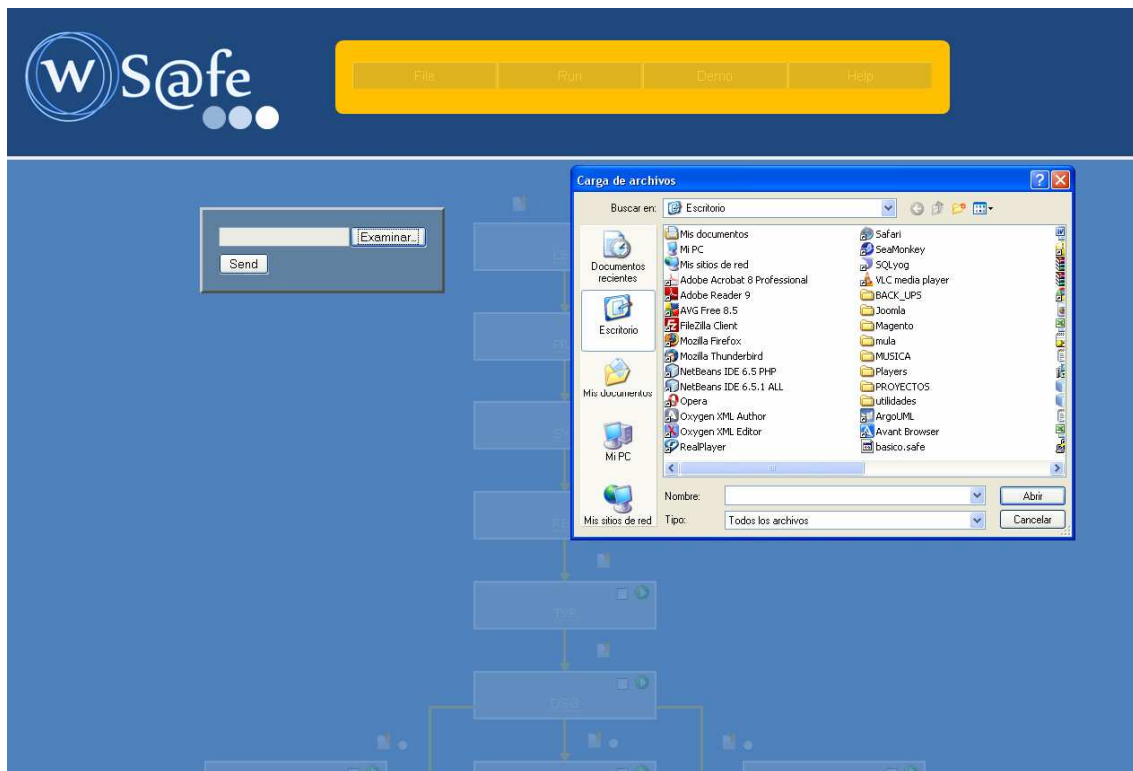 wS@fe
File Run Demo Help
Carga de archivos
Buscar en: Escritorio
Examinar...
Send
Documentos recientes
Escritorio
Mis documentos
Mi PC
Mis sitios de red
Mis documentos
Mi PC
Mis sitios de red
Adobe Acrobat 8 Professional
Adobe Reader 9
AVG Free 8.5
FileZilla Client
Mozilla Firefox
Mozilla Thunderbird
NetBeans IDE 6.5 PHP
NetBeans IDE 6.5.1 ALL
Opera
Oxygen XML Author
Oxygen XML Editor
RealPlayer
Safari
SeaMonkey
SQLyog
VLC media player
BACK_UPS
Joomla
Magento
mula
MUSICA
Players
PROYECTOS
utilidades
ArgoUML
Avant Browser
basico.safe
Nombre:
Abrir
Tipo: Todos los archivos
Cancelar